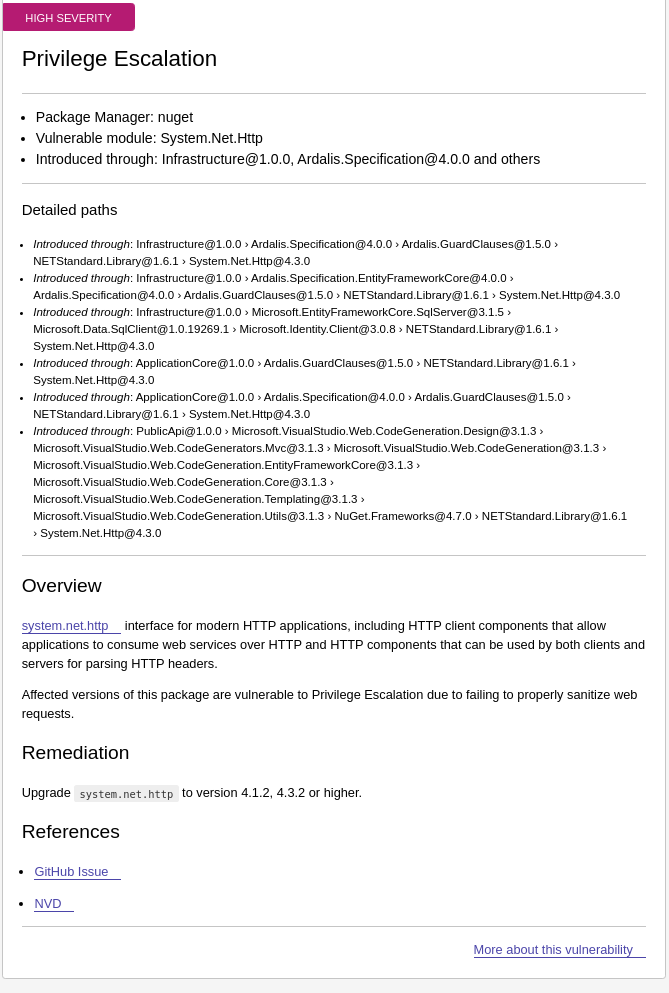 HIGH SEVERITY
Privilege Escalation
• Package Manager: nuget
• Vulnerable module: System.Net.Http
• Introduced through: Infrastructure@1.0.0, Ardalis.Specification@4.0.0 and others
Detailed paths
• Introduced through: Infrastructure@1.0.0 › Ardalis.Specification@4.0.0 › Ardalis.GuardClauses@1.5.0 ›
NETStandard.Library@1.6.1 › System.Net.Http@4.3.0
• Introduced through: Infrastructure@1.0.0 › Ardalis.Specification.EntityFrameworkCore@4.0.0 ›
Ardalis.Specification@4.0.0 › Ardalis.GuardClauses@1.5.0 › NETStandard.Library@1.6.1 › System.Net.Http@4.3.0
• Introduced through: Infrastructure@1.0.0 › Microsoft.EntityFrameworkCore.SqlServer@3.1.5 ›
Microsoft.Data.SqlClient@1.0.19269.1 › Microsoft.Identity.Client@3.0.8 › NETStandard.Library@1.6.1 ›
System.Net.Http@4.3.0
• Introduced through: ApplicationCore@1.0.0 › Ardalis.GuardClauses@1.5.0 › NETStandard.Library@1.6.1 ›
System.Net.Http@4.3.0
• Introduced through: ApplicationCore@1.0.0 › Ardalis.Specification@4.0.0 › Ardalis.GuardClauses@1.5.0 ›
NETStandard.Library@1.6.1 › System.Net.Http@4.3.0
• Introduced through: PublicApi@1.0.0 › Microsoft.VisualStudio.Web.CodeGeneration.Design@3.1.3 ›
Microsoft.VisualStudio.Web.CodeGenerators.Mvc@3.1.3 › Microsoft.VisualStudio.Web.CodeGeneration@3.1.3 ›
Microsoft.VisualStudio.Web.CodeGeneration.EntityFrameworkCore@3.1.3 ›
Microsoft.VisualStudio.Web.CodeGeneration.Core@3.1.3 ›
Microsoft.VisualStudio.Web.CodeGeneration.Templating@3.1.3 ›
Microsoft.VisualStudio.Web.CodeGeneration.Utils@3.1.3 › NuGet.Frameworks@4.7.0 › NETStandard.Library@1.6.1
› System.Net.Http@4.3.0
Overview
system.net.http interface for modern HTTP applications, including HTTP client components that allow
applications to consume web services over HTTP and HTTP components that can be used by both clients and
servers for parsing HTTP headers.
Affected versions of this package are vulnerable to Privilege Escalation due to failing to properly sanitize web
requests.
Remediation
Upgrade system.net.http to version 4.1.2, 4.3.2 or higher.
References
• GitHub Issue
• NVD
More about this vulnerability